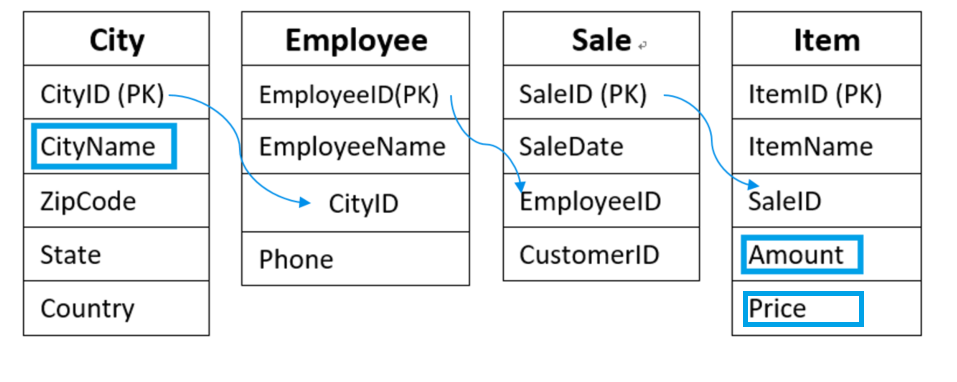 City
CityID (PK)
CityName
ZipCode
State
Country
Employee
EmployeeID(PK)
EmployeeName
CityID
Phone
Sale
SaleID (PK)
SaleDate
EmployeeID
CustomerID
Item
ItemID (PK)
ItemName
SaleID
Amount
Price